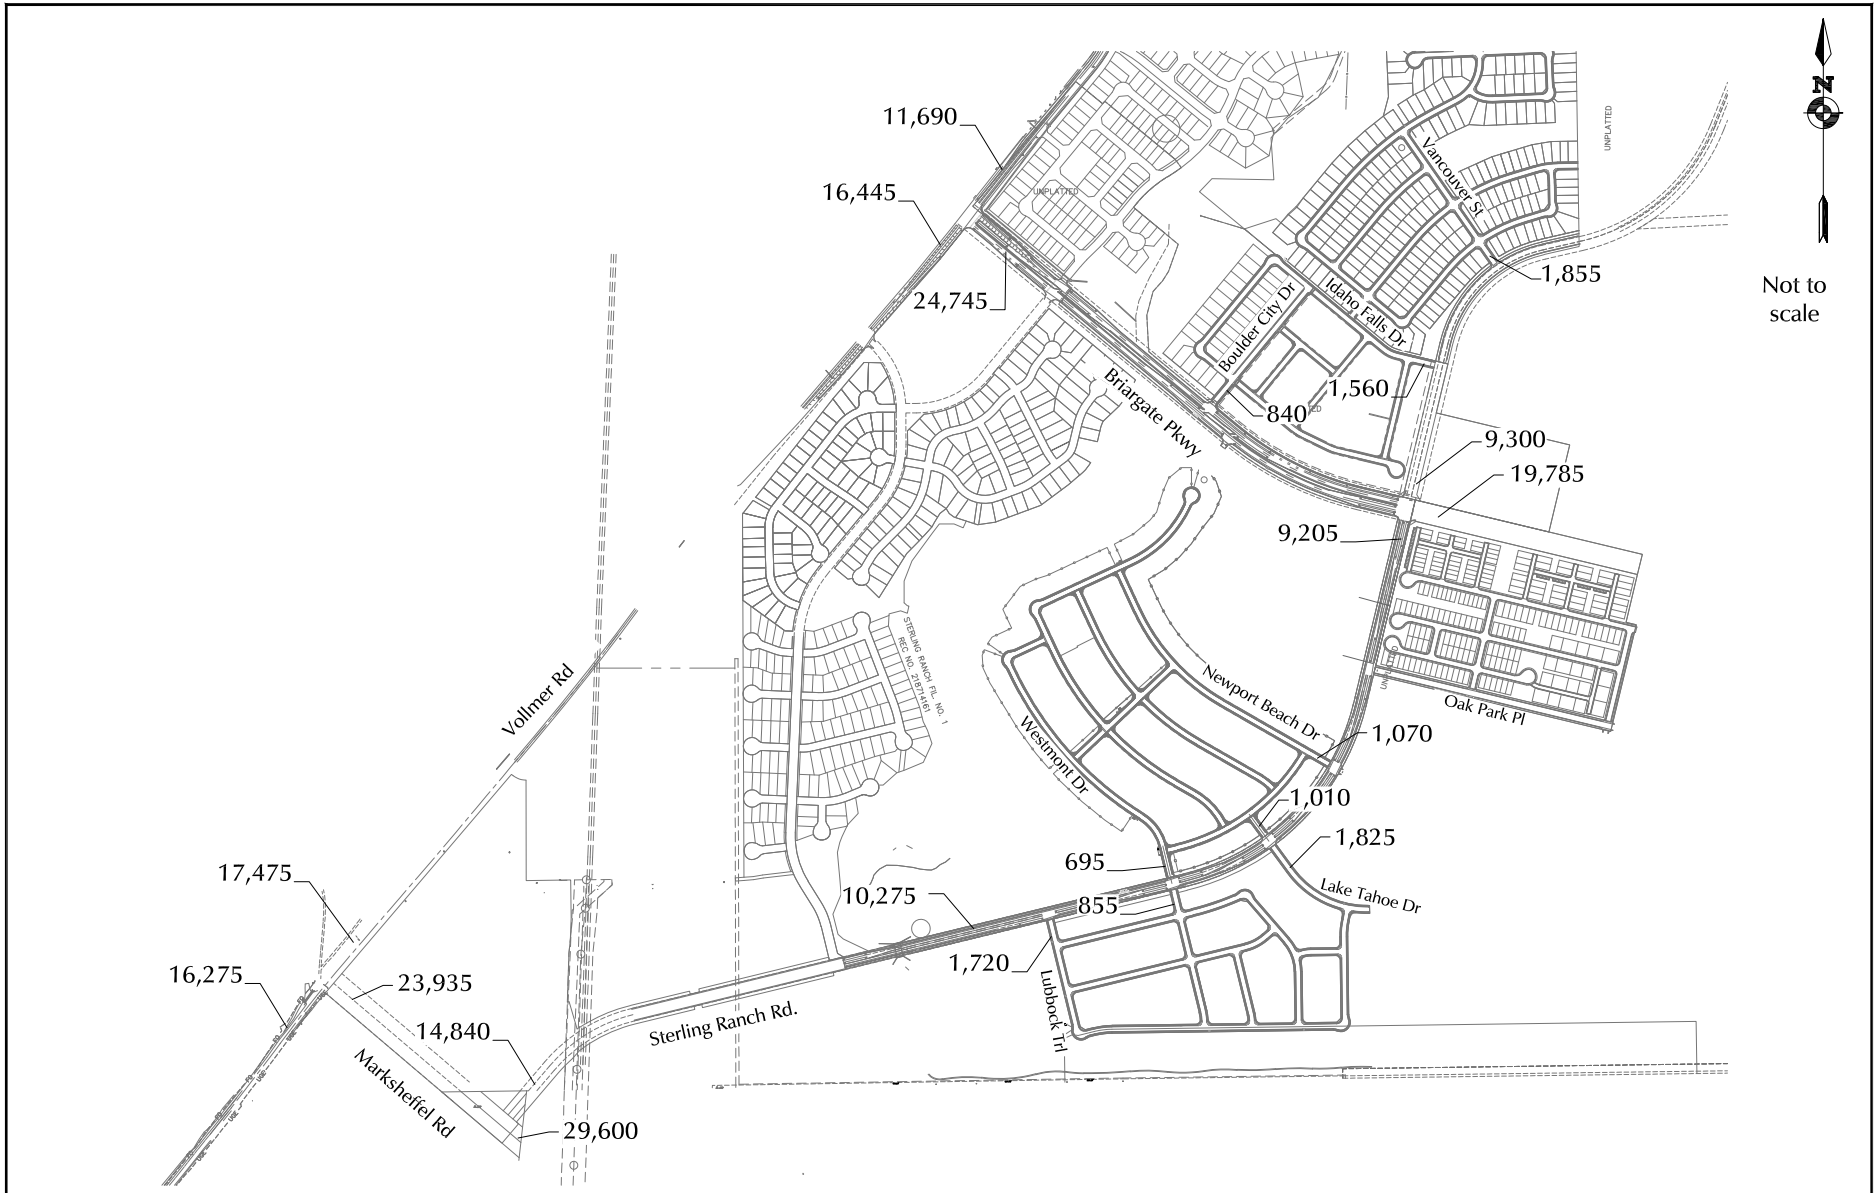 N
Not to
scale
11,690
16,445
24,745
UNPLATTED
UNPLATTED
Vancouver St
1,855
Idaho Falls Dr
Boulder City Dr
1,560
840
Briargate Pkwy
9,300
19,785
9,205
STERLING RANCH FIL. NO. 1
REC NO. 218714161
Vollmer Rd
Newport Beach Dr
Oak Park Pl
Westmont Dr
1,070
1,010
1,825
695
Lake Tahoe Dr
17,475
10,275
855
16,275
1,720
23,935
Lubbock Trl
14,840
Sterling Ranch Rd.
Marksheffel Rd
29,600